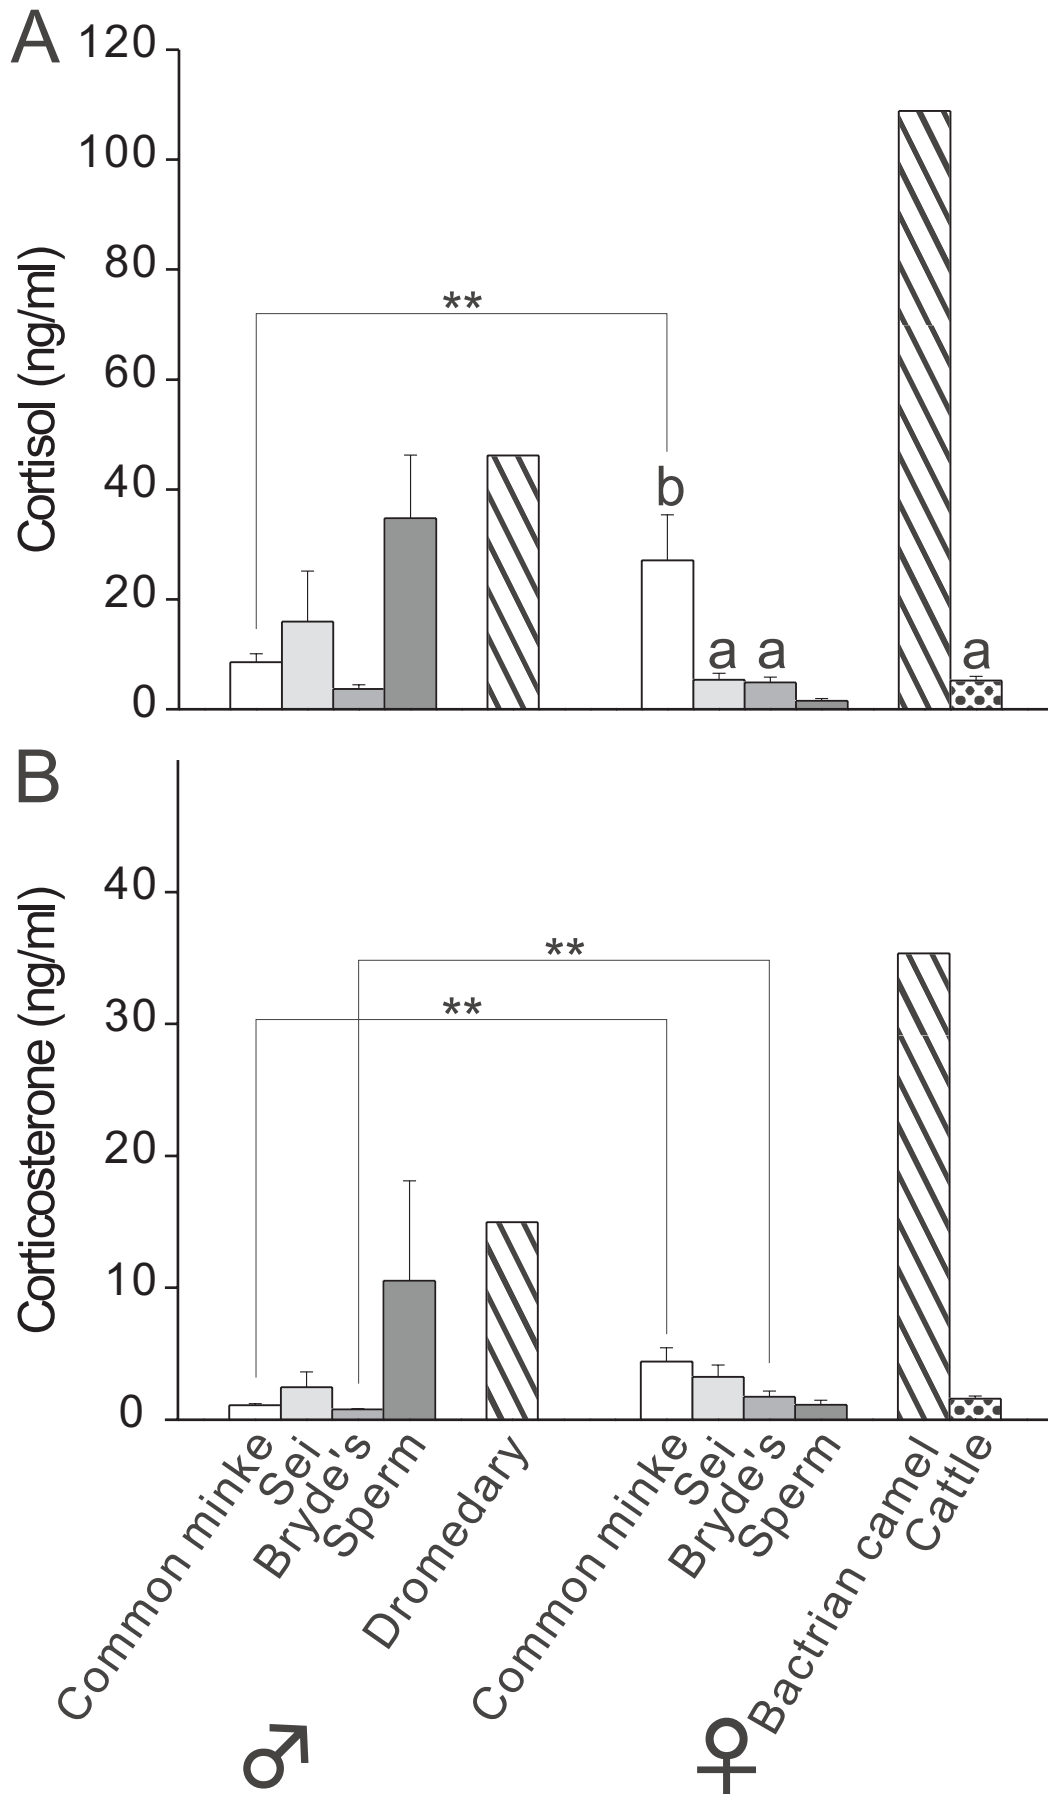 A
120
100
80
60
40
20
0
Cortisol (ng/ml)
**
b
a a
a
B
40
30
20
10
0
Corticosterone (ng/ml)
**
**
Common minke
Sei
Bryde's
Sperm
Dromedary
Common minke
Sei
Bryde's
Sperm
Bactrian camel
Cattle
♂
♀